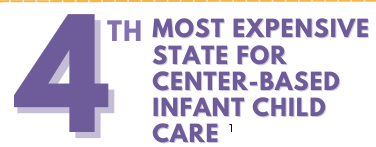 4TH MOST EXPENSIVE
STATE FOR
CENTER-BASED
INFANT CHILD
CARE 1